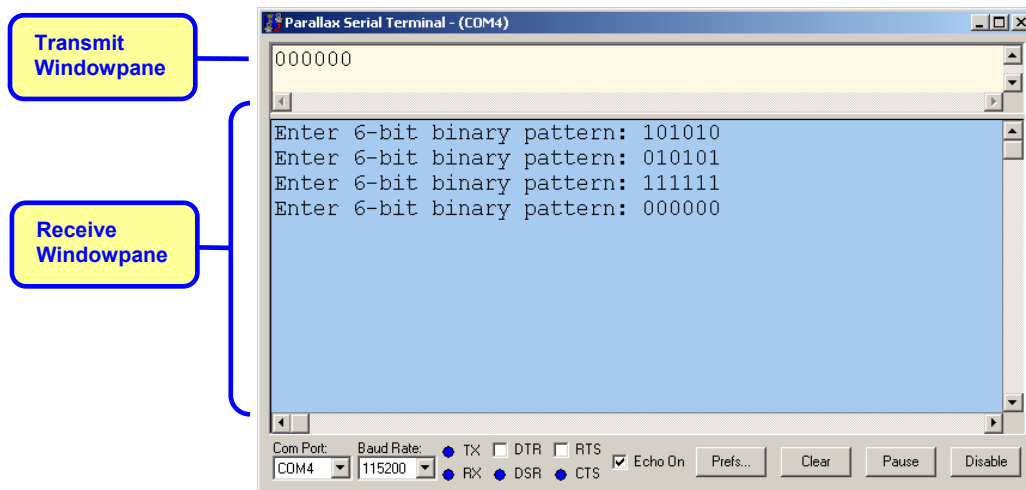 Parallax Serial Terminal - (COM4)
Transmit
Windowpane
000000
Enter 6-bit binary pattern: 101010
Enter 6-bit binary pattern: 010101
Enter 6-bit binary pattern: 111111
Enter 6-bit binary pattern: 000000
Receive
Windowpane
Com Port: Baud Rate: TX DTR RTS
COM4 115200 RX DSR CTS Echo On Prefs... Clear Pause Disable